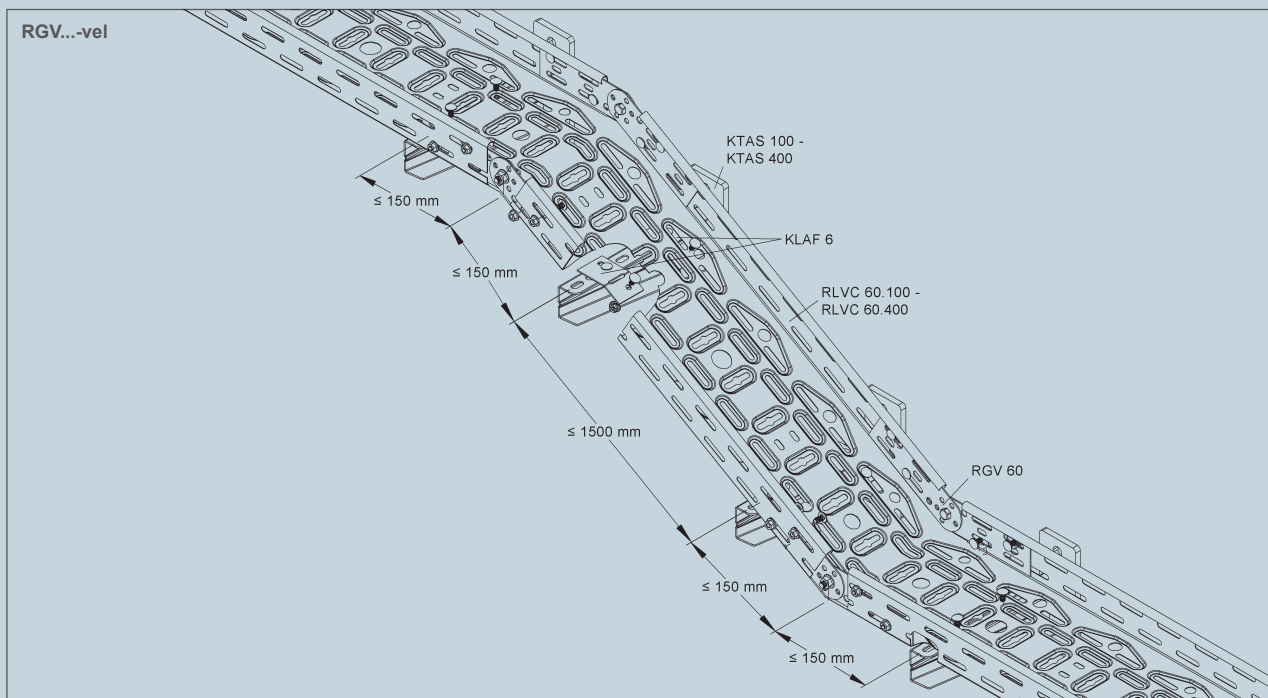 RGV...-vel
KTAS 100 -
KTAS 400
≤ 150 mm
KLAF 6
≤ 150 mm
RLVC 60.100 -
RLVC 60.400
≤ 1500 mm
RGV 60
≤ 150 mm
≤ 150 mm